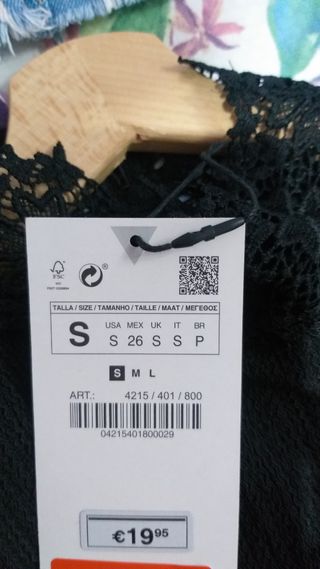 ®
FSC
TALLA / SIZE / TAMANHO / TAILLE / MAAT / ΜΕΓΕΘΟΣ
S
USA MEX UK IT BR
S 26 S S P
S M L
ART.: 4215 / 401 / 800
04215401800029
€19 95